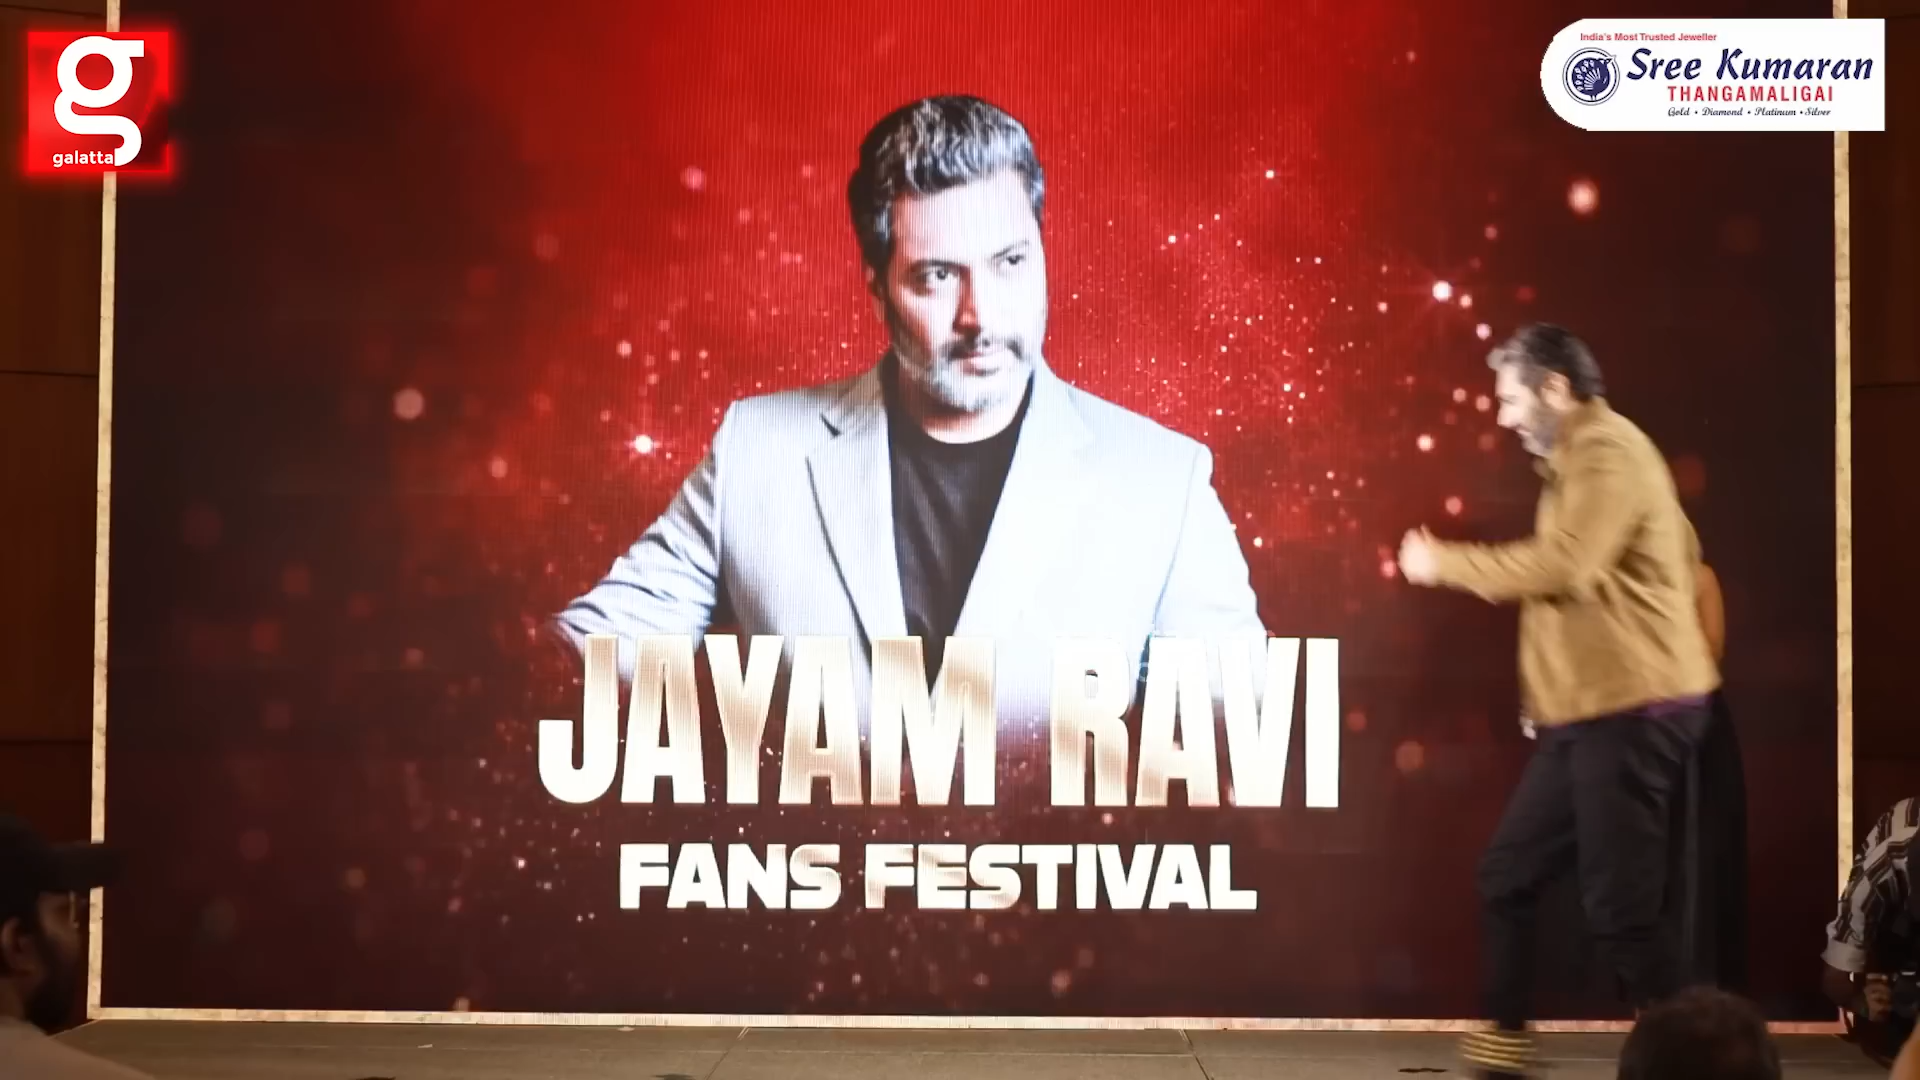 galatta
India's Most Trusted Jeweller
Sree Kumaran
THANGAMALIGAI
Gold • Diamond • Platinum • Silver
JAYAM RAVI
FANS FESTIVAL